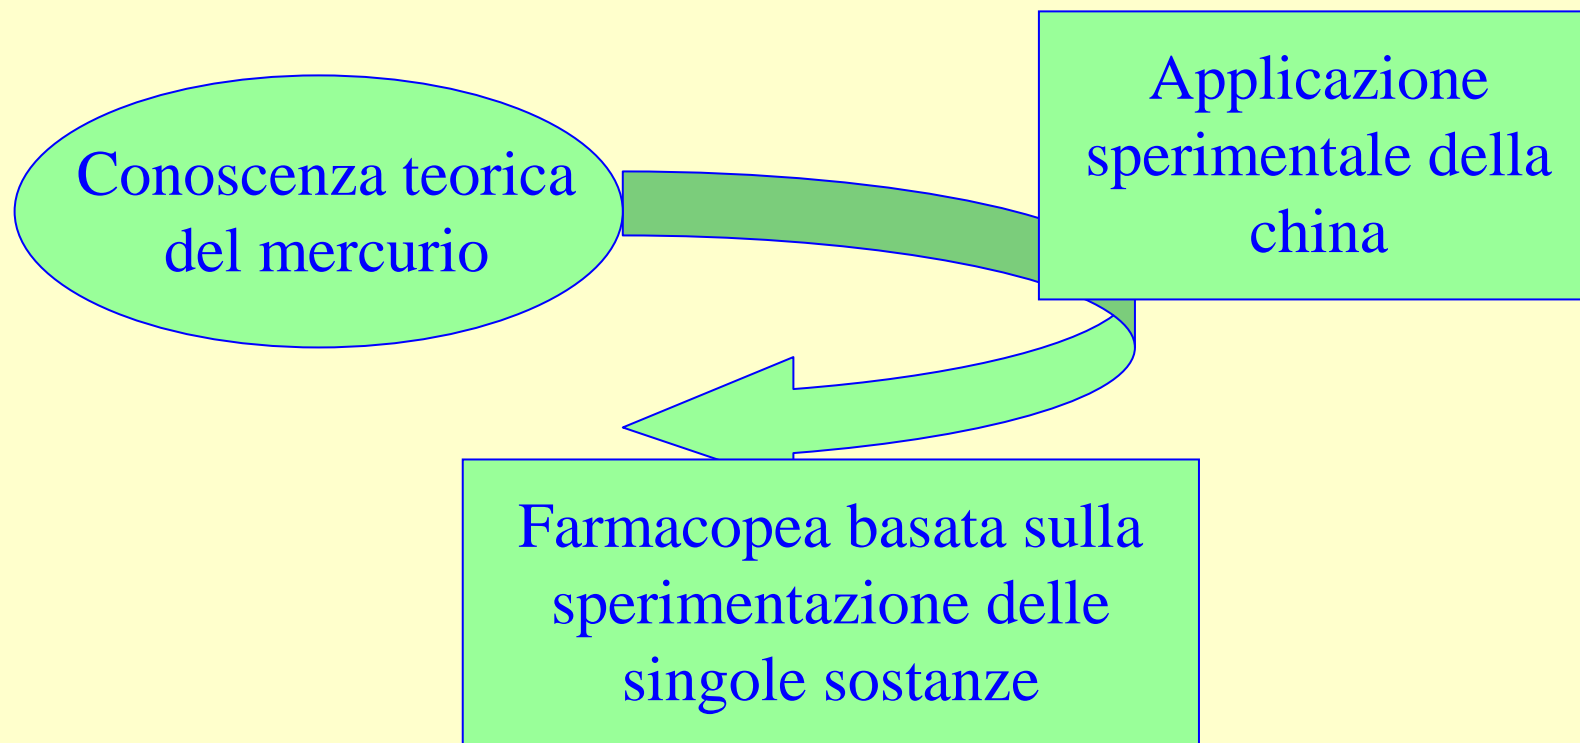 Conoscenza teorica
del mercurio
Applicazione
sperimentale della
china
Farmacopea basata sulla
sperimentazione delle
singole sostanze